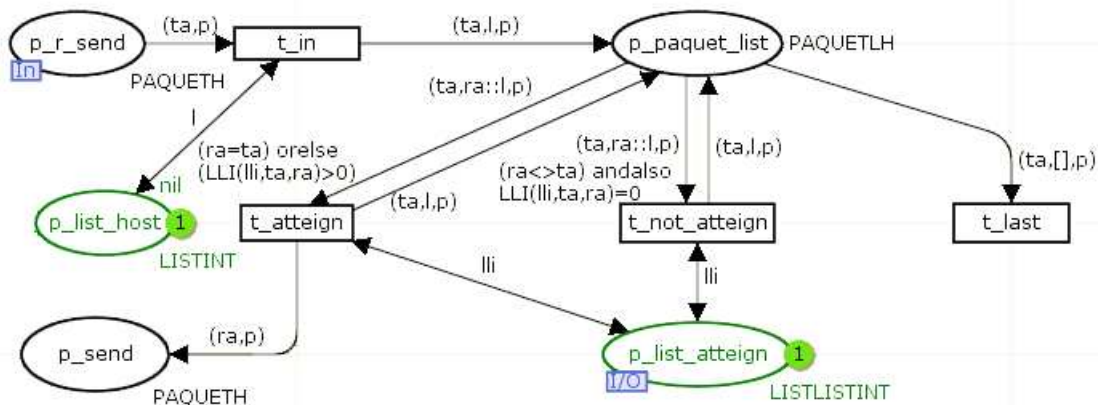 (ta,p)
(ta,l,p)
p_r_send
t_in
p_paquet_list
PAQUETLH
In
PAQUETH
(ta,ra::l,p)
l
(ta,ra::l,p)
(ta,l,p)
(ra=ta) orelse
(LLI(lli,ta,ra)>0)
(ra<>ta) andalso
LLI(lli,ta,ra)=0
(ta,[],p)
nil
(ta,l,p)
p_list_host
1
t_atteign
t_not_atteign
t_last
LISTINT
lli
lli
(ra,p)
p_send
p_list_atteign
1
I/O
PAQUETH
LISTLISTINT